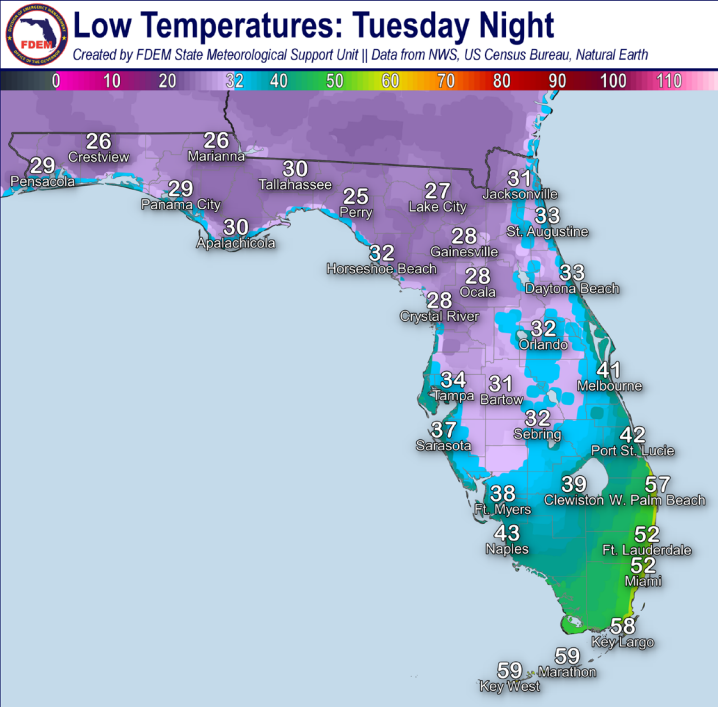 Low Temperatures: Tuesday Night
FDEM
Created by FDEM State Meteorological Support Unit || Data from NWS, US Census Bureau, Natural Earth
0 10 20 32 40 50 60 70 80 90 100 110
26
Crestview
26
Marianna
29
Pensacola
30
Tallahassee
31
Jacksonville
29
Panama City
25
Perry
27
Lake City
33
St. Augustine
30
Apalachicola
28
Gainesville
32
Horseshoe Beach
28
Ocala
33
Daytona Beach
28
Crystal River
32
Orlando
34
Tampa
31
Bartow
41
Melbourne
37
Sarasota
32
Sebring
42
Port St. Lucie
38
Ft. Myers
39
Clewiston
57
W. Palm Beach
43
Naples
52
Ft. Lauderdale
52
Miami
58
Key Largo
59
Marathon
59
Key West